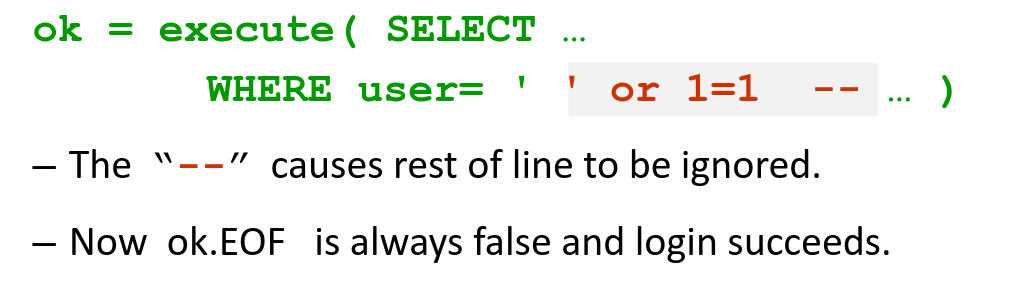 ok = execute( SELECT …
WHERE user= ' ' or 1=1 -- … )
– The “--” causes rest of line to be ignored.
– Now ok.EOF is always false and login succeeds.